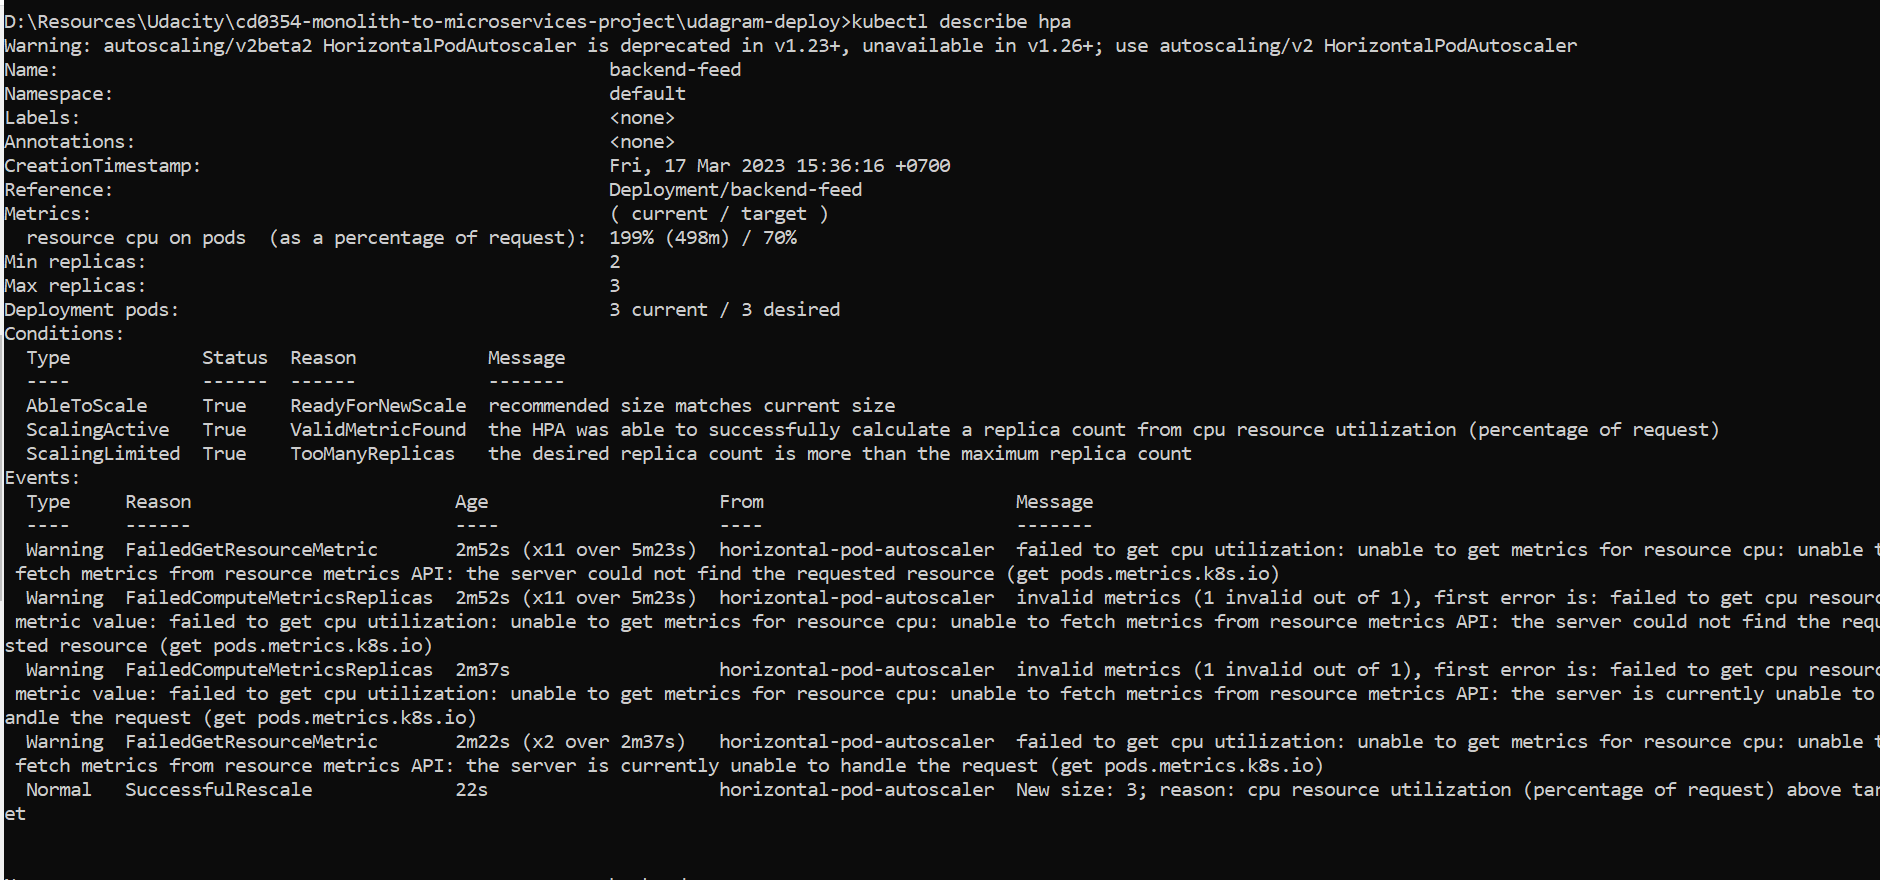 D:\Resources\Udacity\cd0354-monolith-to-microservices-project\udagram-deploy>kubectl describe hpa
Warning: autoscaling/v2beta2 HorizontalPodAutoscaler is deprecated in v1.23+, unavailable in v1.26+; use autoscaling/v2 HorizontalPodAutoscaler
Name: backend-feed
Namespace: default
Labels: <none>
Annotations: <none>
CreationTimestamp: Fri, 17 Mar 2023 15:36:16 +0700
Reference: Deployment/backend-feed
Metrics: ( current / target )
resource cpu on pods (as a percentage of request): 199% (498m) / 70%
Min replicas: 2
Max replicas: 3
Deployment pods: 3 current / 3 desired
Conditions:
Type Status Reason Message
---- ------ ------ -------
AbleToScale True ReadyForNewScale recommended size matches current size
ScalingActive True ValidMetricFound the HPA was able to successfully calculate a replica count from cpu resource utilization (percentage of request)
ScalingLimited True TooManyReplicas the desired replica count is more than the maximum replica count
Events:
Type Reason Age From Message
---- ------ ---- ---- -------
Warning FailedGetResourceMetric 2m52s (x11 over 5m23s) horizontal-pod-autoscaler failed to get cpu utilization: unable to get metrics for resource cpu: unable t
fetch metrics from resource metrics API: the server could not find the requested resource (get pods.metrics.k8s.io)
Warning FailedComputeMetricsReplicas 2m52s (x11 over 5m23s) horizontal-pod-autoscaler invalid metrics (1 invalid out of 1), first error is: failed to get cpu resourc
metric value: failed to get cpu utilization: unable to get metrics for resource cpu: unable to fetch metrics from resource metrics API: the server could not find the requ
sted resource (get pods.metrics.k8s.io)
Warning FailedComputeMetricsReplicas 2m37s horizontal-pod-autoscaler invalid metrics (1 invalid out of 1), first error is: failed to get cpu resourc
metric value: failed to get cpu utilization: unable to get metrics for resource cpu: unable to fetch metrics from resource metrics API: the server is currently unable to
andle the request (get pods.metrics.k8s.io)
Warning FailedGetResourceMetric 2m22s (x2 over 2m37s) horizontal-pod-autoscaler failed to get cpu utilization: unable to get metrics for resource cpu: unable t
fetch metrics from resource metrics API: the server is currently unable to handle the request (get pods.metrics.k8s.io)
Normal SuccessfulRescale 22s horizontal-pod-autoscaler New size: 3; reason: cpu resource utilization (percentage of request) above tar
et